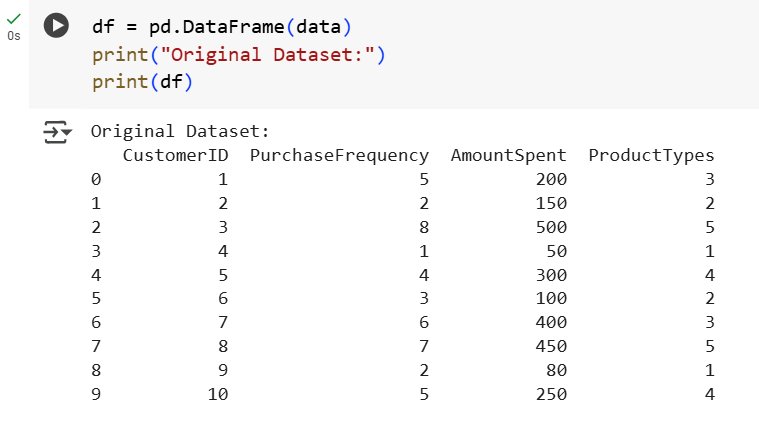 0s
df = pd.DataFrame(data)
print("Original Dataset:")
print(df)
Original Dataset:
   CustomerID  PurchaseFrequency  AmountSpent  ProductTypes
0           1                  5          200             3
1           2                  2          150             2
2           3                  8          500             5
3           4                  1           50             1
4           5                  4          300             4
5           6                  3          100             2
6           7                  6          400             3
7           8                  7          450             5
8           9                  2           80             1
9          10                  5          250             4